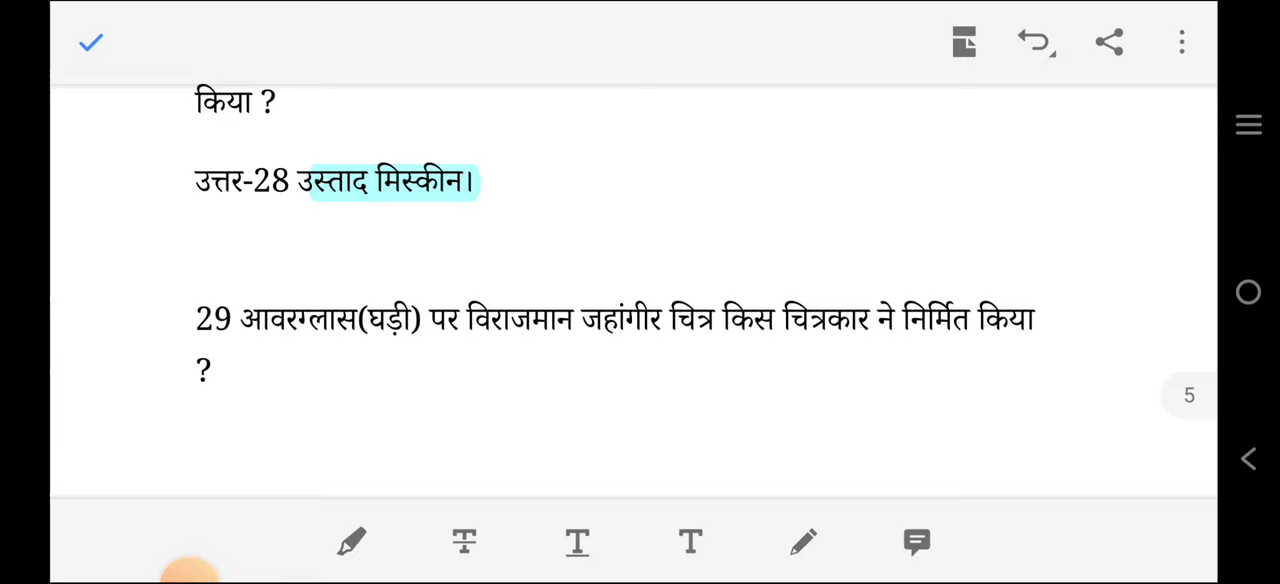 किया ?
उत्तर-28 उस्ताद मिस्कीन।
29 आवरग्लास(घड़ी) पर विराजमान जहांगीर चित्र किस चित्रकार ने निर्मित किया
?
5